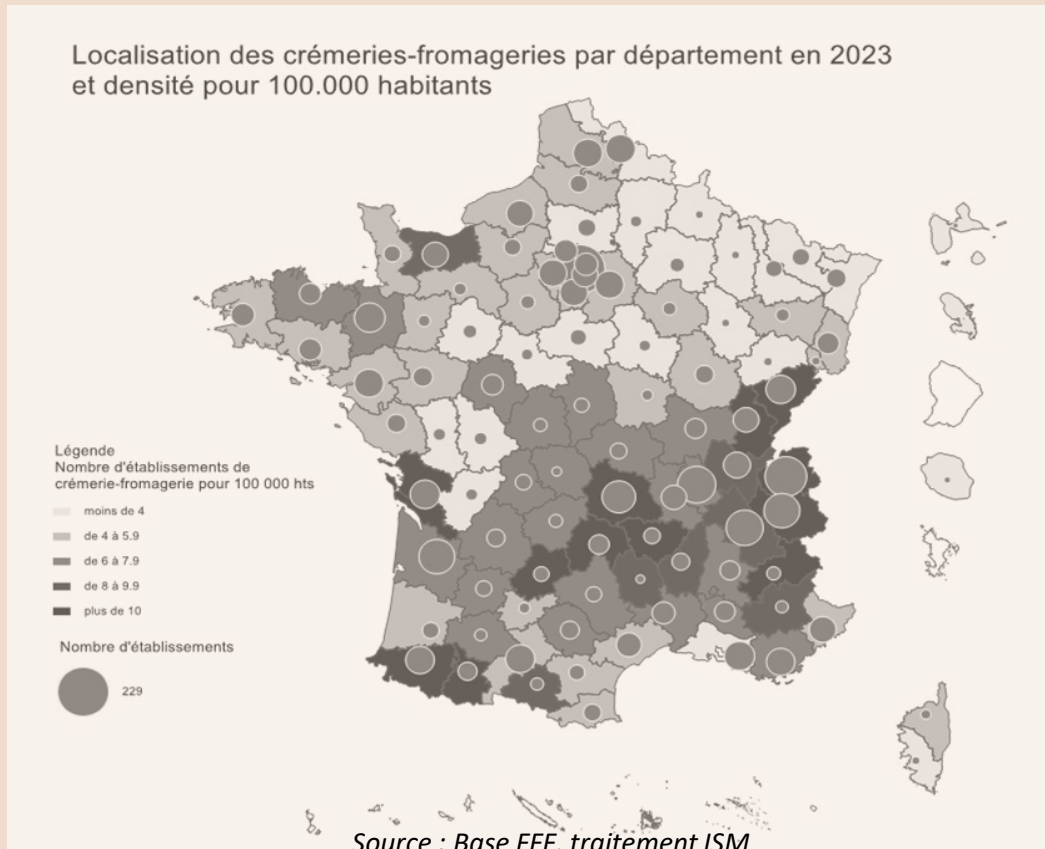 Localisation des crémeries-fromageries par département en 2023
et densité pour 100.000 habitants
Légende
Nombre d'établissements de
crémerie-fromagerie pour 100 000 hts
moins de 4
de 4 à 5.9
de 6 à 7.9
de 8 à 9.9
plus de 10
Nombre d'établissements
229
Source : Base FFF, traitement ISM